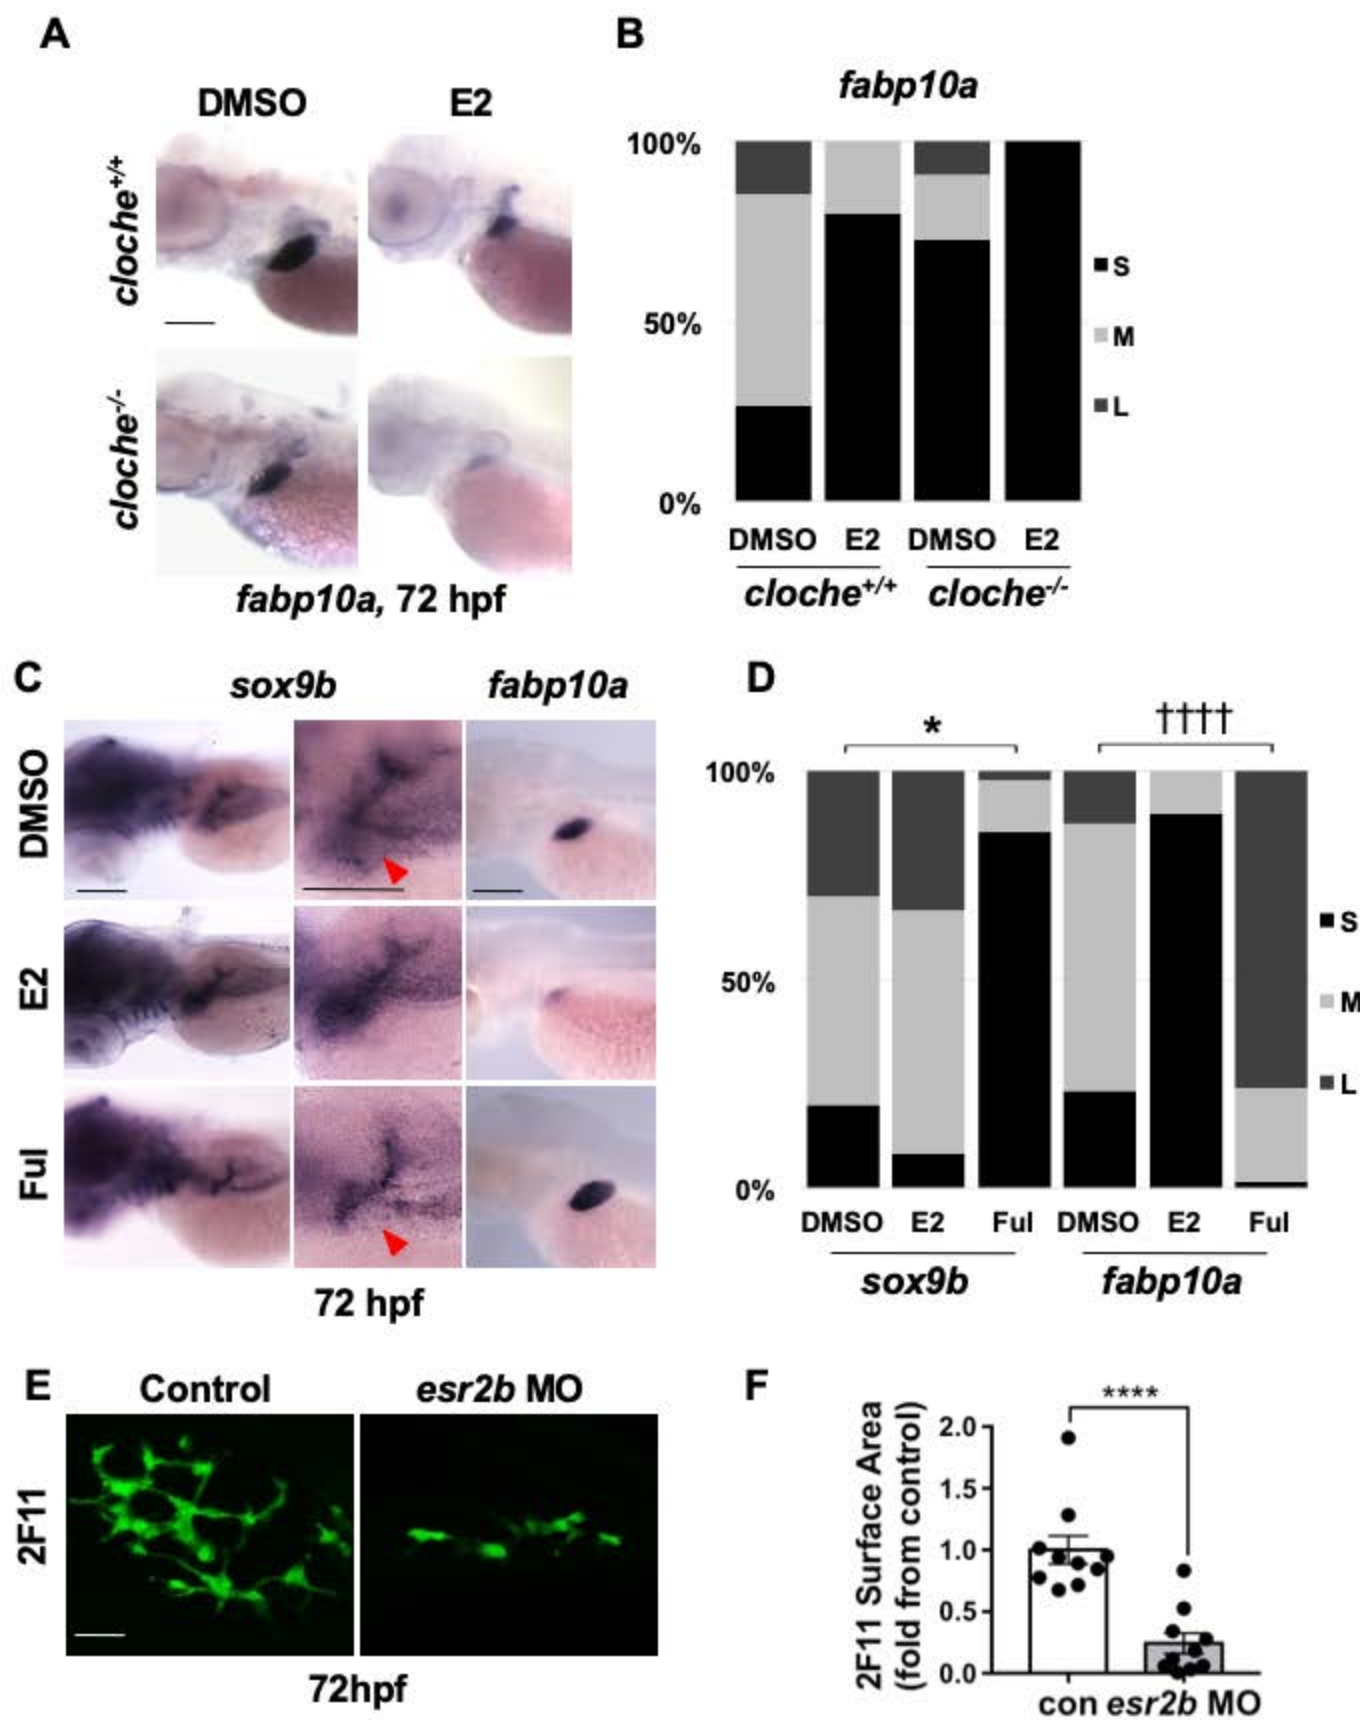 A
DMSO E2
cloche+/+
cloche-/-
fabp10a, 72 hpf
B
fabp10a
100%
50%
0%
S
M
L
DMSO E2 DMSO E2
cloche+/+ cloche-/-
C
sox9b fabp10a
DMSO
E2
Ful
72 hpf
D
* ††††
100%
50%
0%
S
M
L
DMSO E2 Ful DMSO E2 Ful
sox9b fabp10a
E
Control esr2b MO
2F11
72hpf
F
****
2F11 Surface Area
(fold from control)
2.0
1.5
1.0
0.5
0.0
con esr2b MO